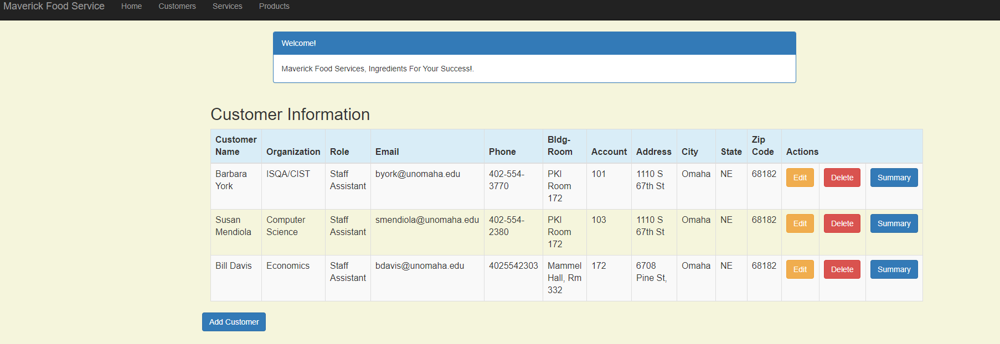 Maverick Food Service Home Customers Services Products
Welcome!
Maverick Food Services, Ingredients For Your Success!.
Customer Information
Customer Name Organization Role Email Phone Bldg-Room Account Address City State Zip Code Actions
Barbara York ISQA/CIST Staff Assistant byork@unomaha.edu 402-554-3770 PKI Room 172 101 1110 S 67th St Omaha NE 68182 Edit Delete Summary
Susan Mendiola Computer Science Staff Assistant smendiola@unomaha.edu 402-554-2380 PKI Room 172 103 1110 S 67th St Omaha NE 68182 Edit Delete Summary
Bill Davis Economics Staff Assistant bdavis@unomaha.edu 4025542303 Mammel Hall, Rm 332 172 6708 Pine St, Omaha NE 68182 Edit Delete Summary
Add Customer